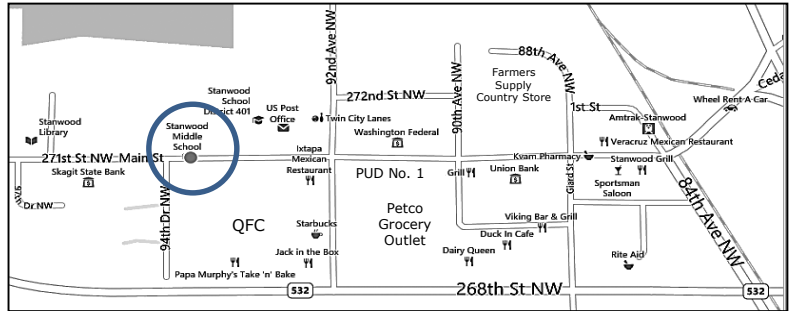 92nd Ave NW
88th Ave NW
90th Ave NW
Farmers
Supply
Country Store
Stanwood
School
District 401
272nd St NW
Cedar
Wheel Rent A Car
1st St
US Post
Office
Twin City Lanes
Amtrak-Stanwood
Stanwood
Library
Stanwood
Middle
School
Washington Federal
Veracruz Mexican Restaurant
271st St NW Main St
Ixtapa
Mexican
Restaurant
Kvam Pharmacy
Stanwood Grill
Skagit State Bank
PUD No. 1
Grill
Union Bank
Giard St
Sportsman
Saloon
84th Ave NW
97th
Dr NW
94th Dr NW
QFC
Petco
Grocery
Outlet
Starbucks
Viking Bar & Grill
Duck In Cafe
Jack in the Box
Dairy Queen
Rite Aid
Papa Murphy's Take 'n' Bake
532
268th St NW
532